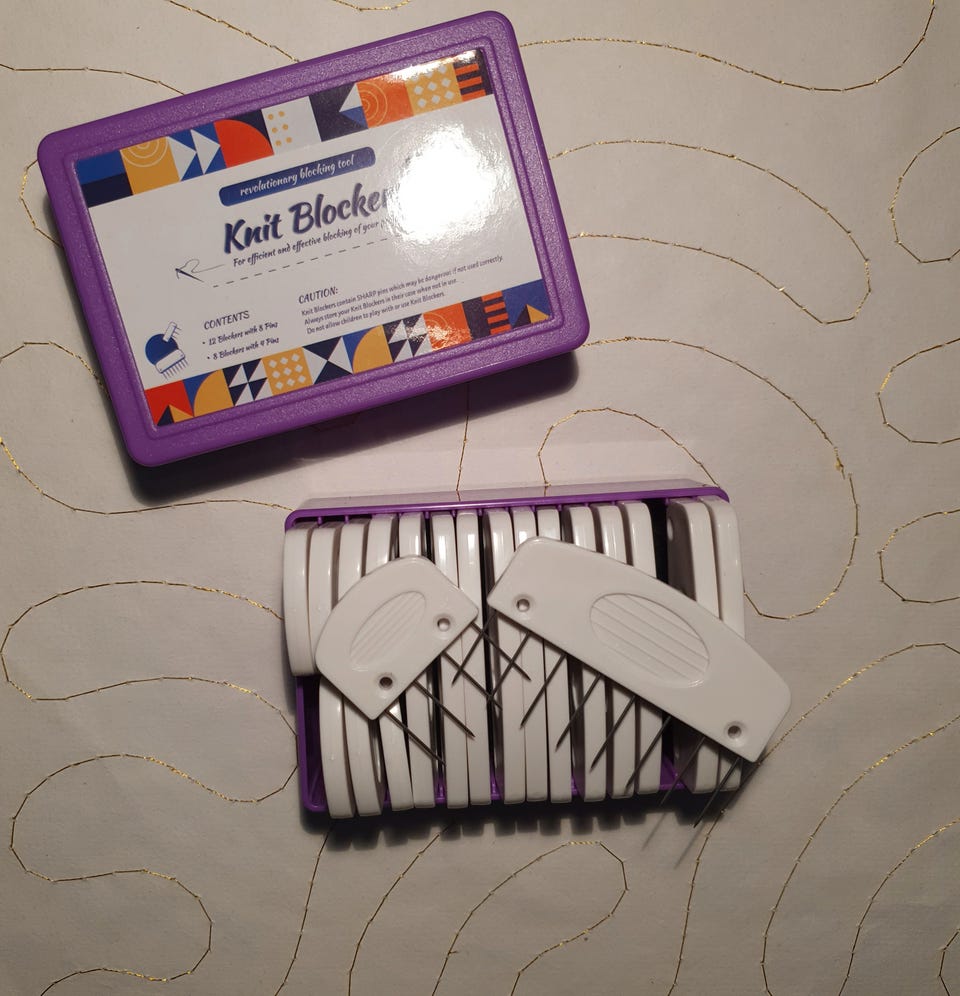 revolutionary blocking tool
Knit Blocke
For efficient and effective blocking of your
CONTENTS
• 12 Blockers with 8 Pins
• 8 Blockers with 4 Pins
CAUTION:
Knit Blockers contain SHARP pins which may be dangerous if not used correctly.
Always store your Knit Blockers in their case when not in use.
Do not allow children to play with or use Knit Blockers.